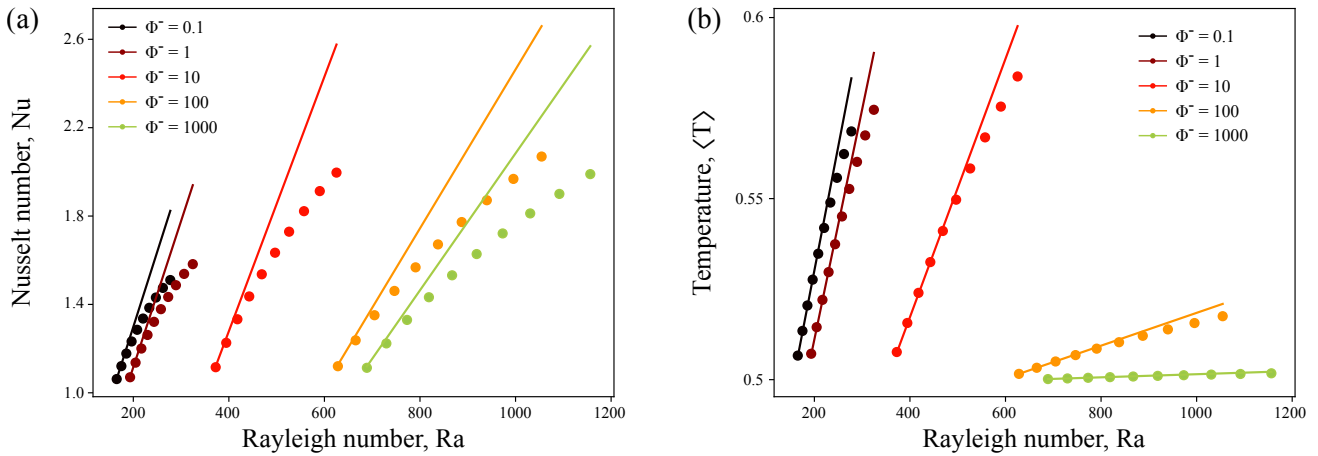 (a)
2.6
2.2
1.8
1.4
1.0
Nusselt number, Nu
Φ⁻ = 0.1
Φ⁻ = 1
Φ⁻ = 10
Φ⁻ = 100
Φ⁻ = 1000
200
400
600
800
1000
1200
Rayleigh number, Ra
(b)
0.6
0.55
0.5
Temperature, ⟨T⟩
Φ⁻ = 0.1
Φ⁻ = 1
Φ⁻ = 10
Φ⁻ = 100
Φ⁻ = 1000
200
400
600
800
1000
1200
Rayleigh number, Ra